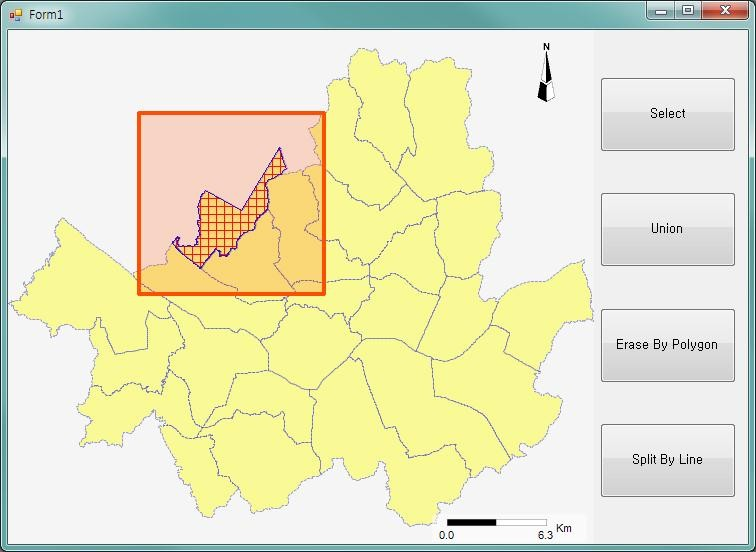 Form1
N
Select
Union
Erase By Polygon
Split By Line
0.0
6.3
Km